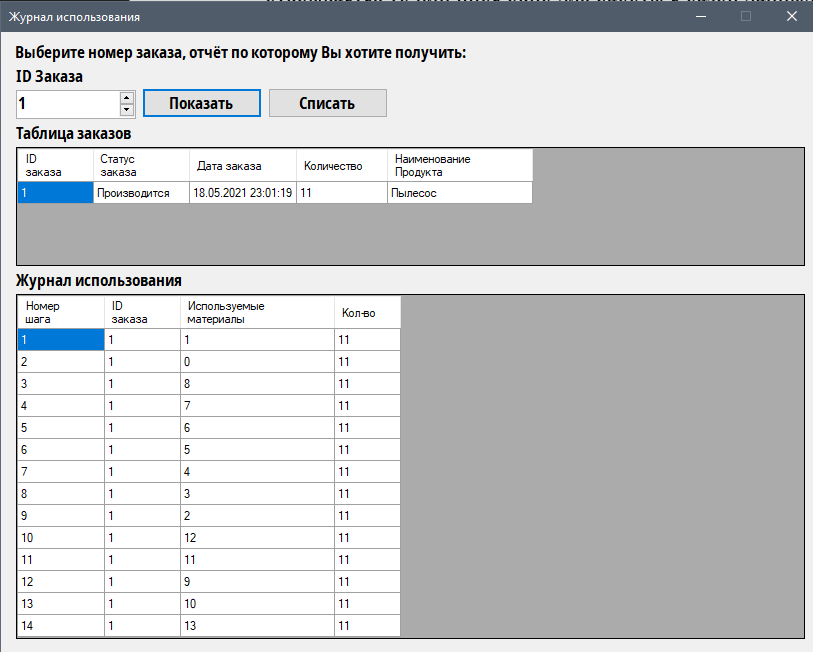 Журнал использования
Выберите номер заказа, отчёт по которому Вы хотите получить:
ID Заказа
1 Показать Списать
Таблица заказов
ID заказа Статус заказа Дата заказа Количество Наименование Продукта
1 Производится 18.05.2021 23:01:19 11 Пылесос
Журнал использования
Номер шага ID заказа Используемые материалы Кол-во
1 1 1 11
2 1 0 11
3 1 8 11
4 1 7 11
5 1 6 11
6 1 5 11
7 1 4 11
8 1 3 11
9 1 2 11
10 1 12 11
11 1 11 11
12 1 9 11
13 1 10 11
14 1 13 11